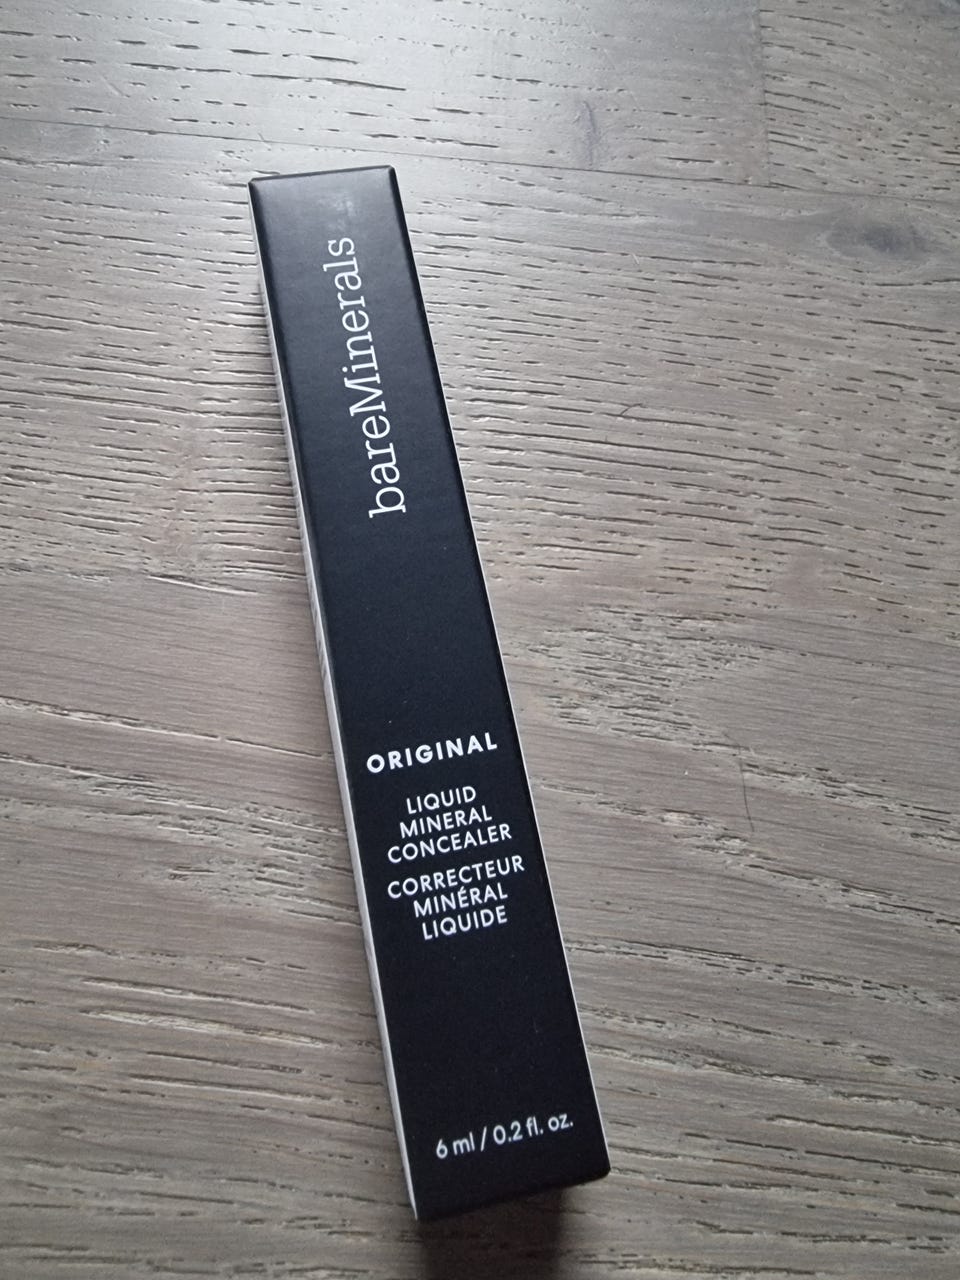 bareMinerals
ORIGINAL
LIQUID
MINERAL
CONCEALER
CORRECTEUR
MINÉRAL
LIQUIDE
6 ml / 0.2 fl. oz.